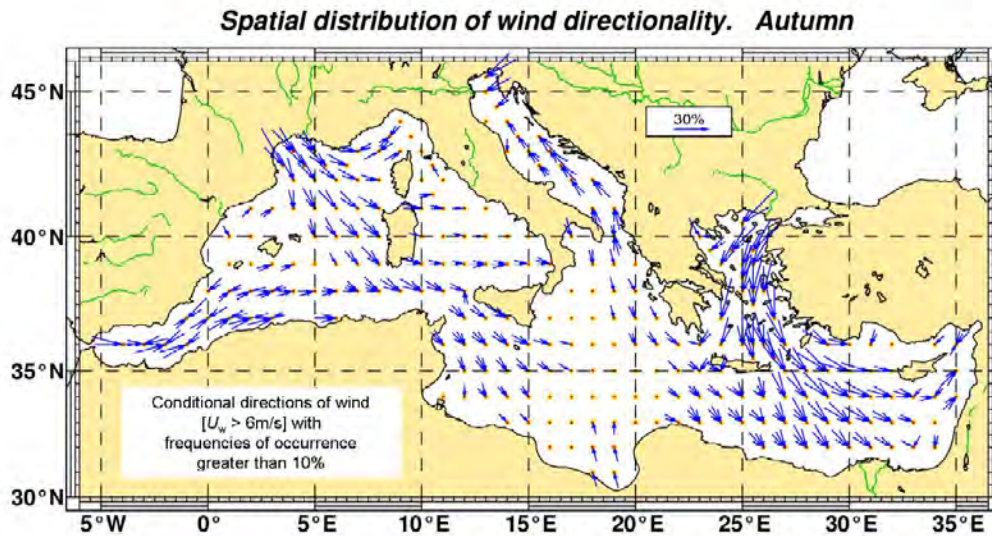 Spatial distribution of wind directionality. Autumn
45°N
40°N
35°N
30°N
30%
Conditional directions of wind
[Uw > 6m/s] with
frequencies of occurrence
greater than 10%
5°W 0° 5°E 10°E 15°E 20°E 25°E 30°E 35°E